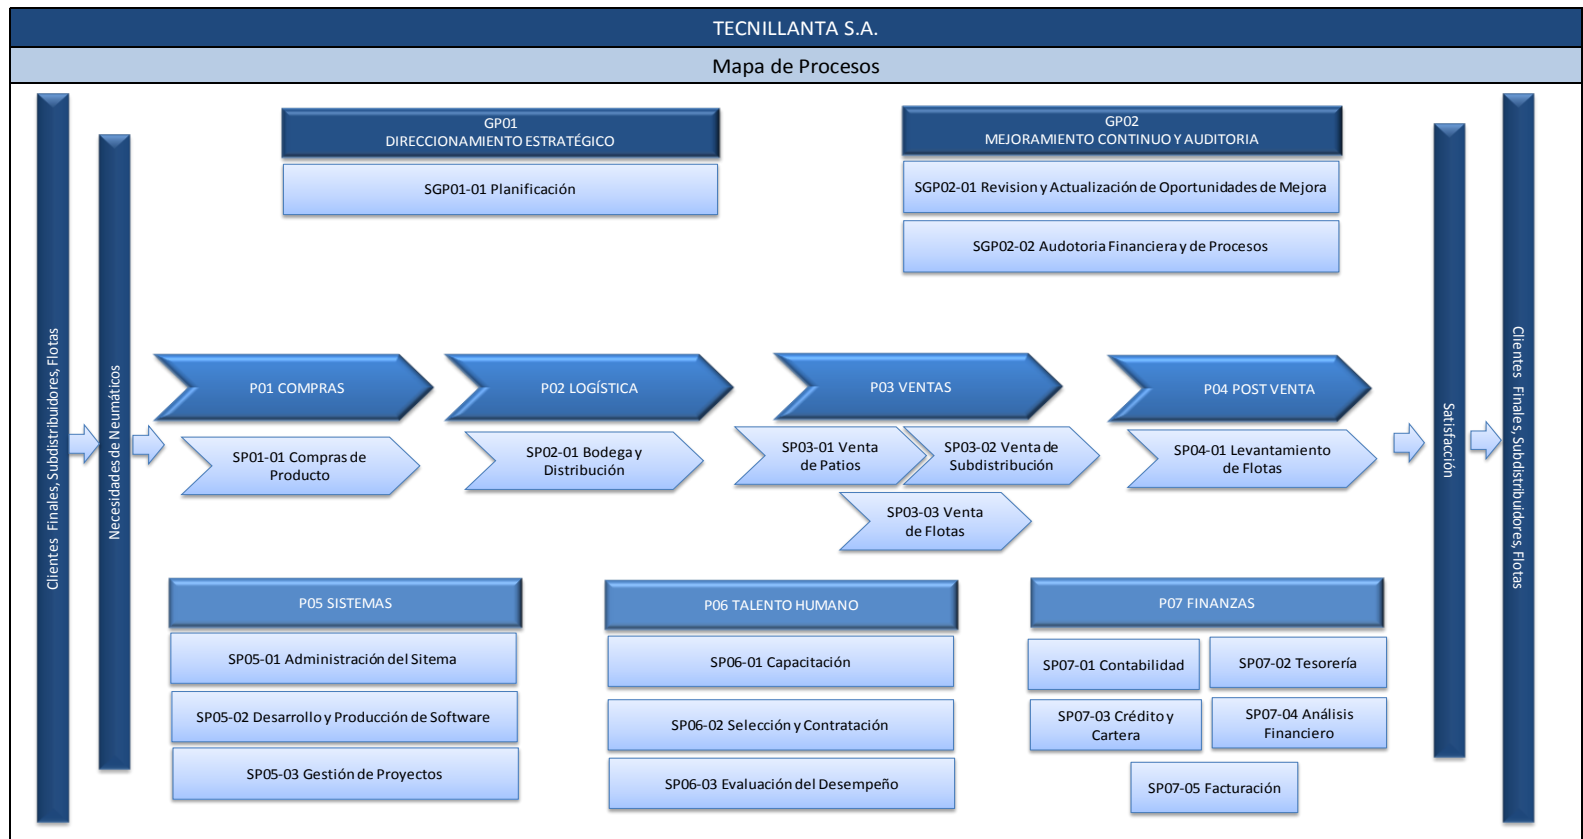 TECNILLANTA S.A.
Mapa de Procesos
Clientes Finales, Subdistribuidores, Flotas
Necesidades de Neumáticos
GP01
DIRECCIONAMIENTO ESTRATÉGICO
SGP01-01 Planificación
GP02
MEJORAMIENTO CONTINUO Y AUDITORIA
SGP02-01 Revision y Actualización de Oportunidades de Mejora
SGP02-02 Audotoria Financiera y de Procesos
P01 COMPRAS
SP01-01 Compras de
Producto
P02 LOGÍSTICA
SP02-01 Bodega y
Distribución
P03 VENTAS
SP03-01 Venta
de Patios
SP03-02 Venta de
Subdistribución
SP03-03 Venta
de Flotas
P04 POST VENTA
SP04-01 Levantamiento
de Flotas
P05 SISTEMAS
SP05-01 Administración del Sitema
SP05-02 Desarrollo y Producción de Software
SP05-03 Gestión de Proyectos
P06 TALENTO HUMANO
SP06-01 Capacitación
SP06-02 Selección y Contratación
SP06-03 Evaluación del Desempeño
P07 FINANZAS
SP07-01 Contabilidad
SP07-02 Tesorería
SP07-03 Crédito y
Cartera
SP07-04 Análisis
Financiero
SP07-05 Facturación
Satisfacción
Clientes Finales, Subdistribuidores, Flotas